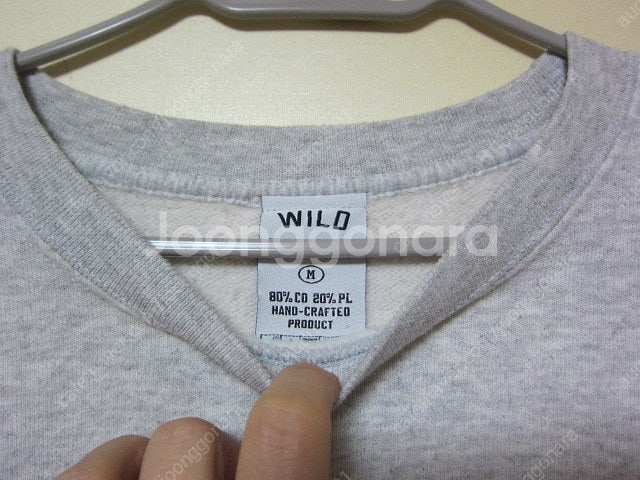 WILD
Joonggonara
M
80% CO 20% PL
HAND-CRAFTED
PRODUCT